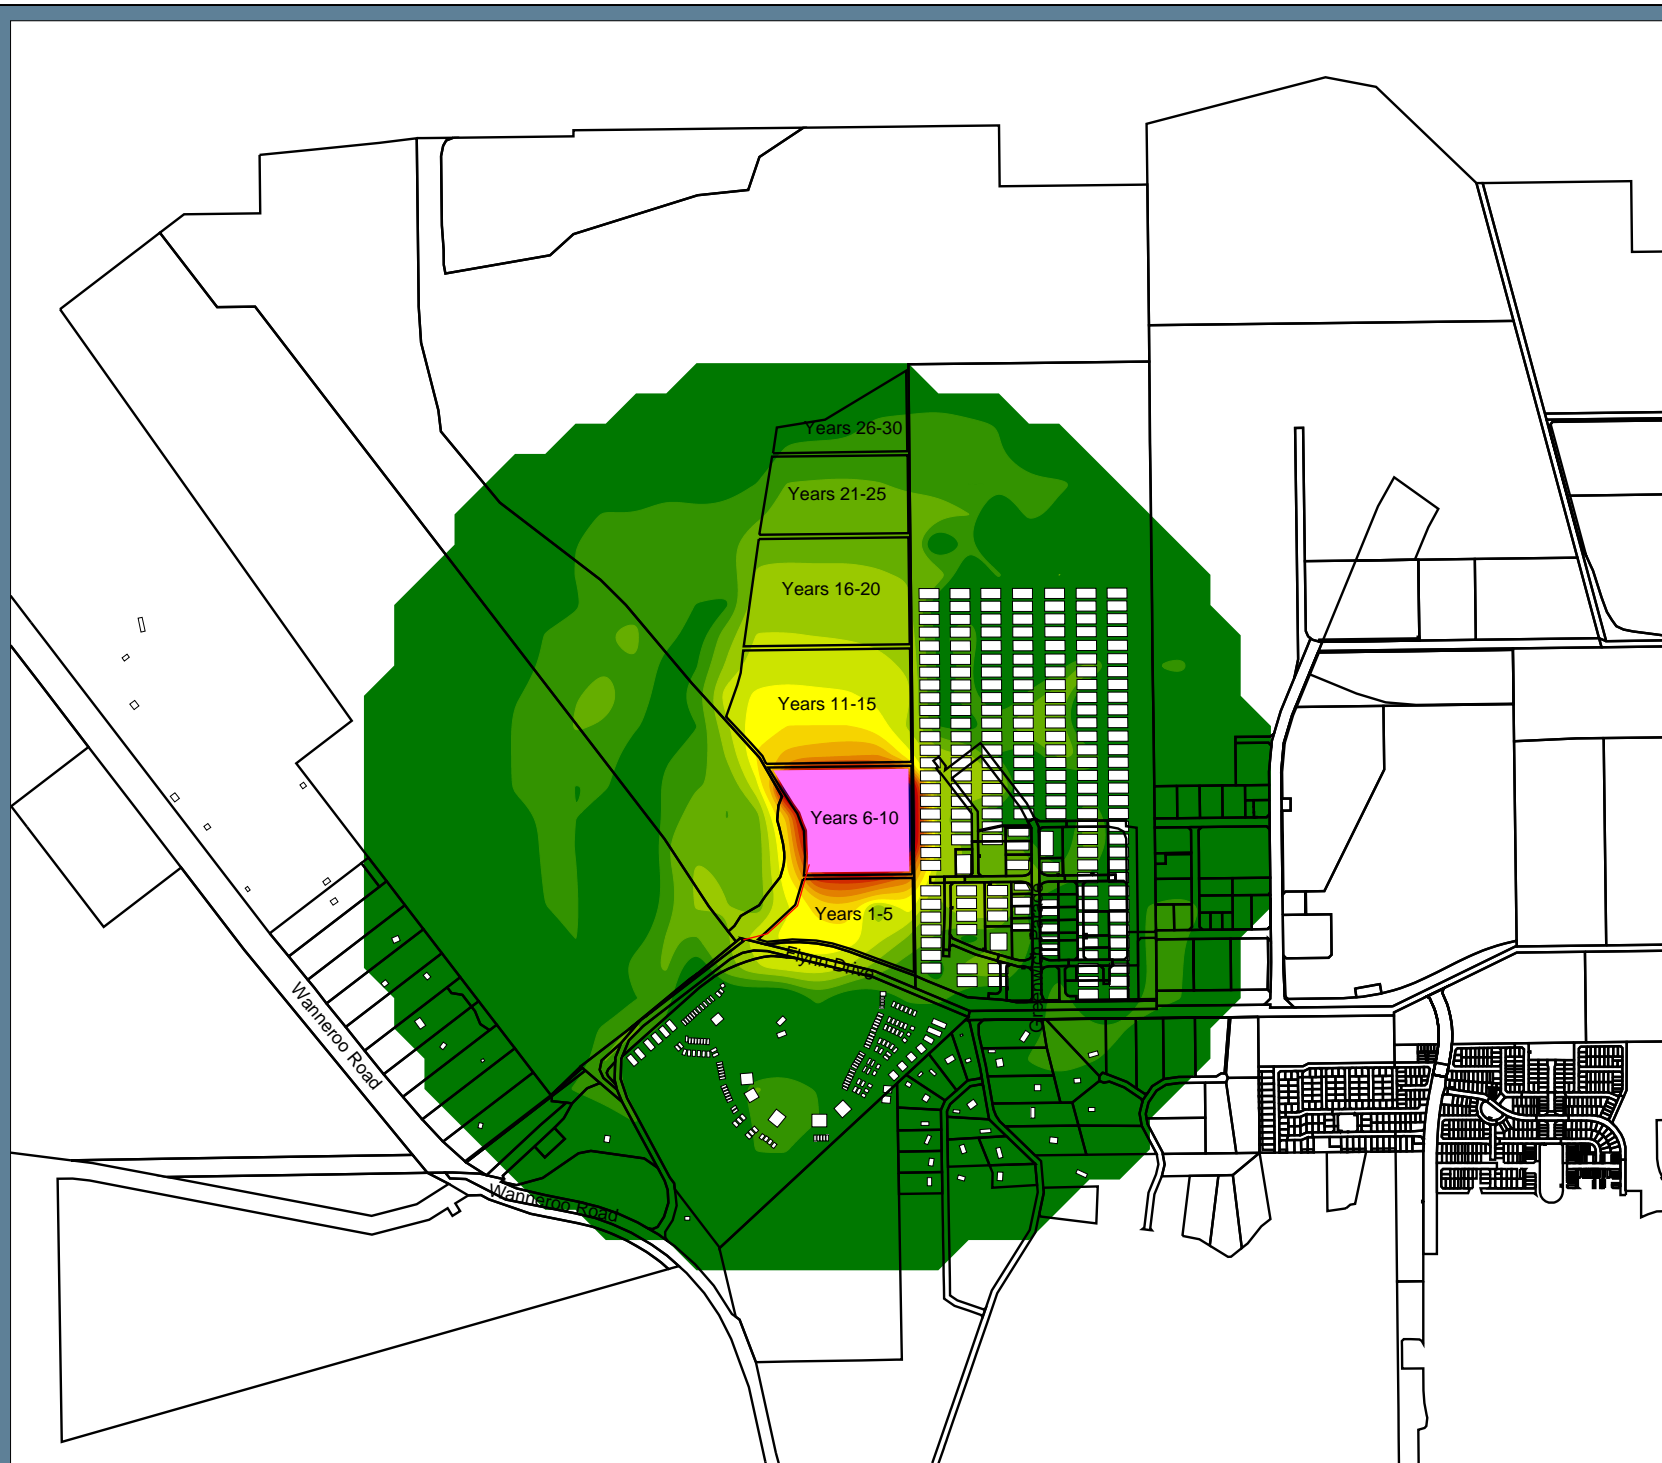 Years 26-30
Years 21-25
Years 16-20
Years 11-15
Years 6-10
Years 1-5
Flynn Drive
Wanneroo Road
Wanneroo Road